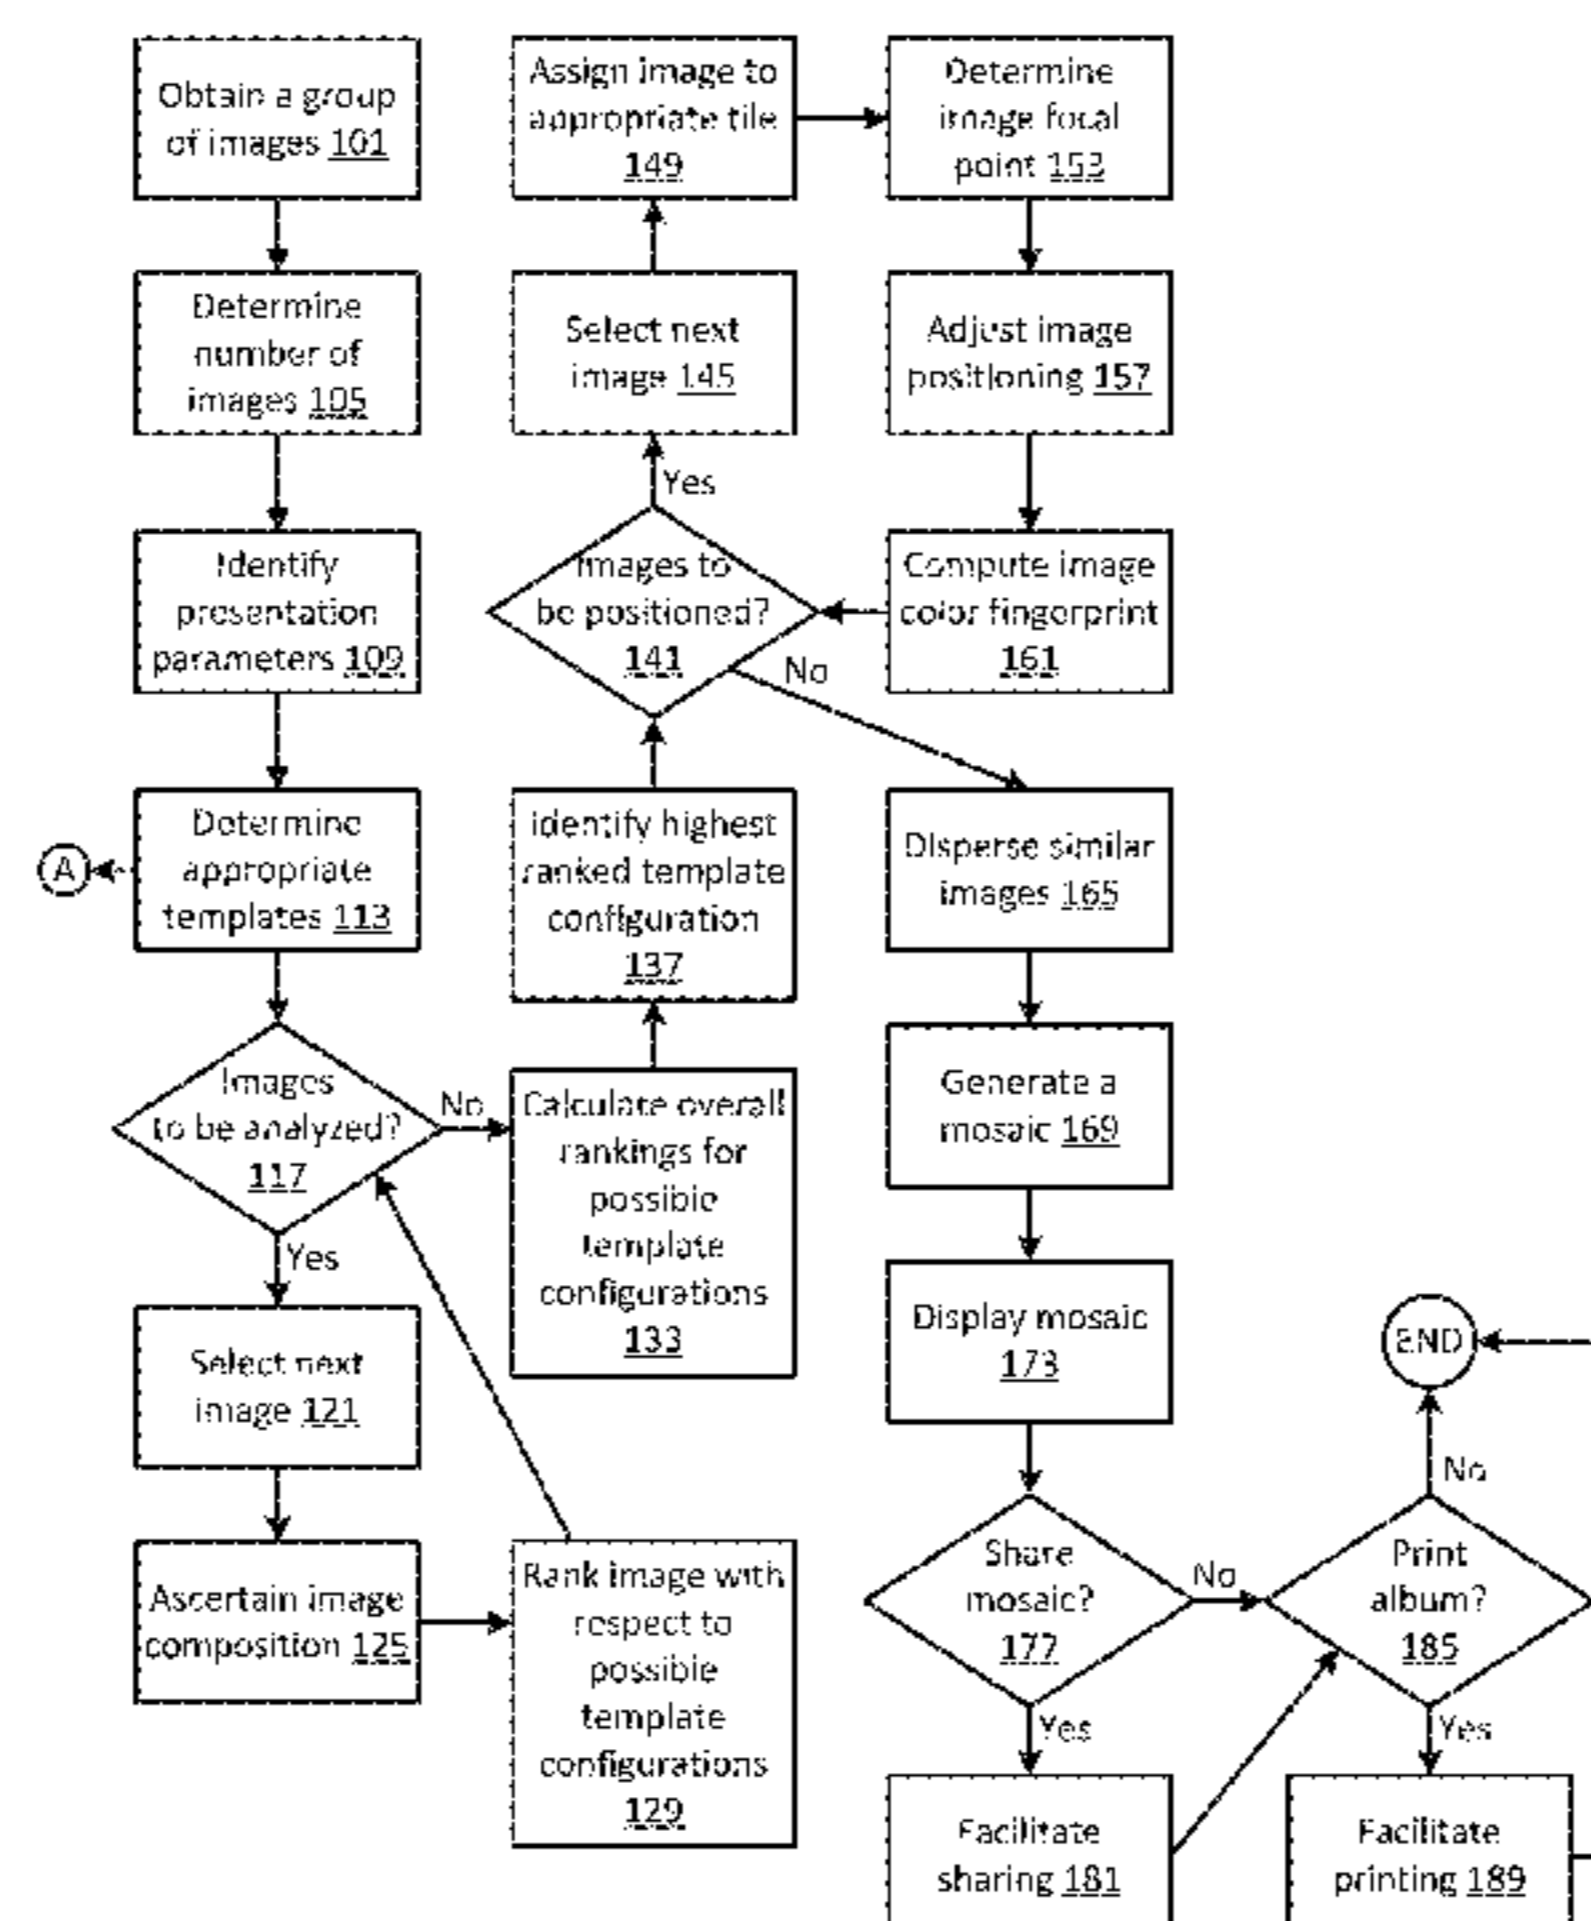 Obtain a group
of images 101
Determine
number of
images 105
Identify
presentation
parameters 109
Determine
appropriate
templates 113
A
Images
to be analyzed?
117
No
Yes
Select next
image 121
Ascertain image
composition 125
Rank image with
respect to
possible
template
configurations
129
Calculate overall
rankings for
possible
template
configurations
133
identify highest
ranked template
configuration
137
Images to
be positioned?
141
Yes
No
Select next
image 145
Assign image to
appropriate tile
149
Determine
image focal
point 153
Adjust image
positioning 157
Compute image
color fingerprint
161
Disperse similar
images 165
Generate a
mosaic 169
Display mosaic
173
Share
mosaic?
177
No
Yes
Facilitate
sharing 181
Print
album?
185
No
Yes
END
Facilitate
printing 189